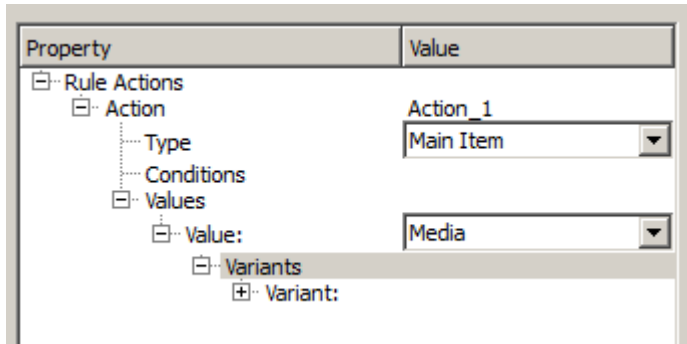 Property Value
Rule Actions
Action Action_1
Type Main Item
Conditions
Values
Value: Media
Variants
Variant: